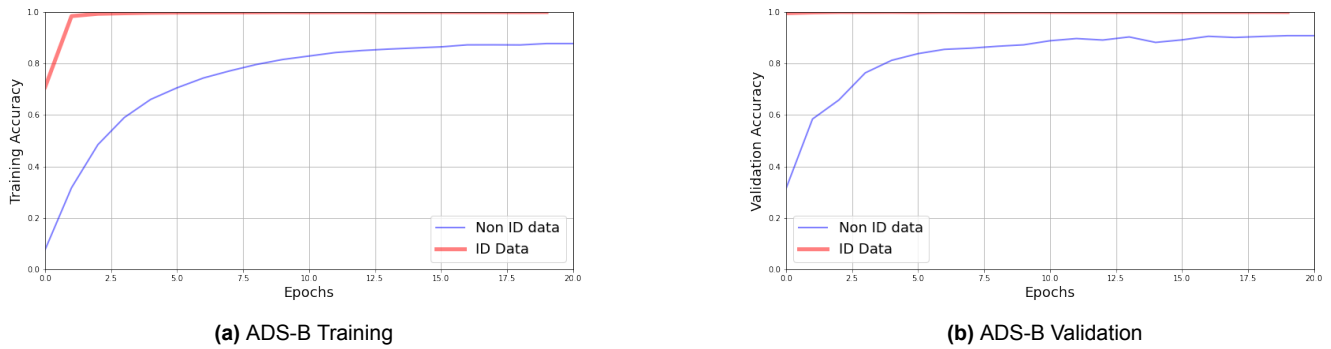 1.0
0.8
0.6
0.4
0.2
0.0
Training Accuracy
Non ID data
ID Data
0.0 2.5 5.0 7.5 10.0 12.5 15.0 17.5 20.0
Epochs
(a) ADS-B Training
1.0
0.8
0.6
0.4
0.2
0.0
Validation Accuracy
Non ID data
ID Data
0.0 2.5 5.0 7.5 10.0 12.5 15.0 17.5 20.0
Epochs
(b) ADS-B Validation